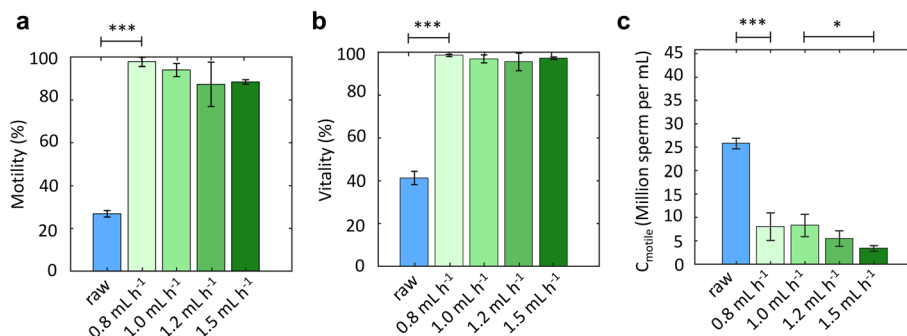 a
***
Motility (%)
100
80
60
40
20
0
raw
0.8 mL h⁻¹
1.0 mL h⁻¹
1.2 mL h⁻¹
1.5 mL h⁻¹
b
***
Vitality (%)
100
80
60
40
20
0
raw
0.8 mL h⁻¹
1.0 mL h⁻¹
1.2 mL h⁻¹
1.5 mL h⁻¹
c
*** *
C_motile (Million sperm per mL)
45
40
35
30
25
20
15
10
5
0
raw
0.8 mL h⁻¹
1.0 mL h⁻¹
1.2 mL h⁻¹
1.5 mL h⁻¹